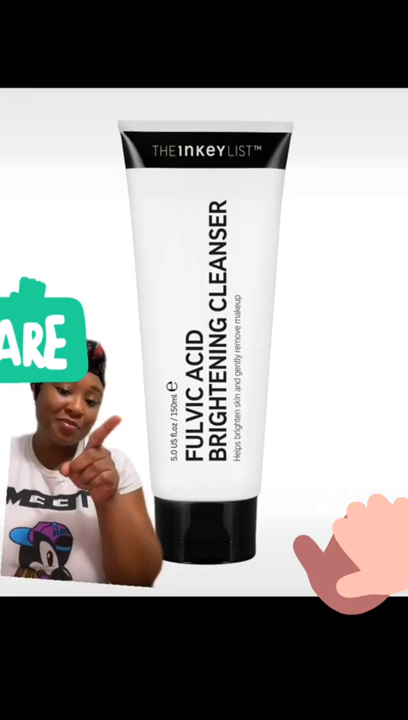 THE INKEY LIST™
FULVIC ACID
BRIGHTENING CLEANSER
Helps brighten skin and gently remove makeup
5.0 US fl.oz / 150ml e
ARE